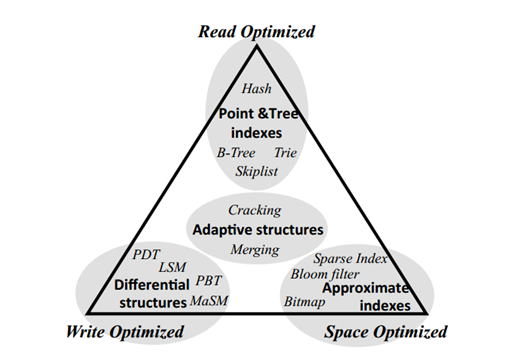 Read Optimized
Hash
Point &Tree
indexes
B-Tree Trie
Skiplist
Cracking
Adaptive structures
Merging
PDT
LSM
PBT
Differential
structures
MaSM
Sparse Index
Bloom filter
Approximate
Bitmap
indexes
Write Optimized
Space Optimized